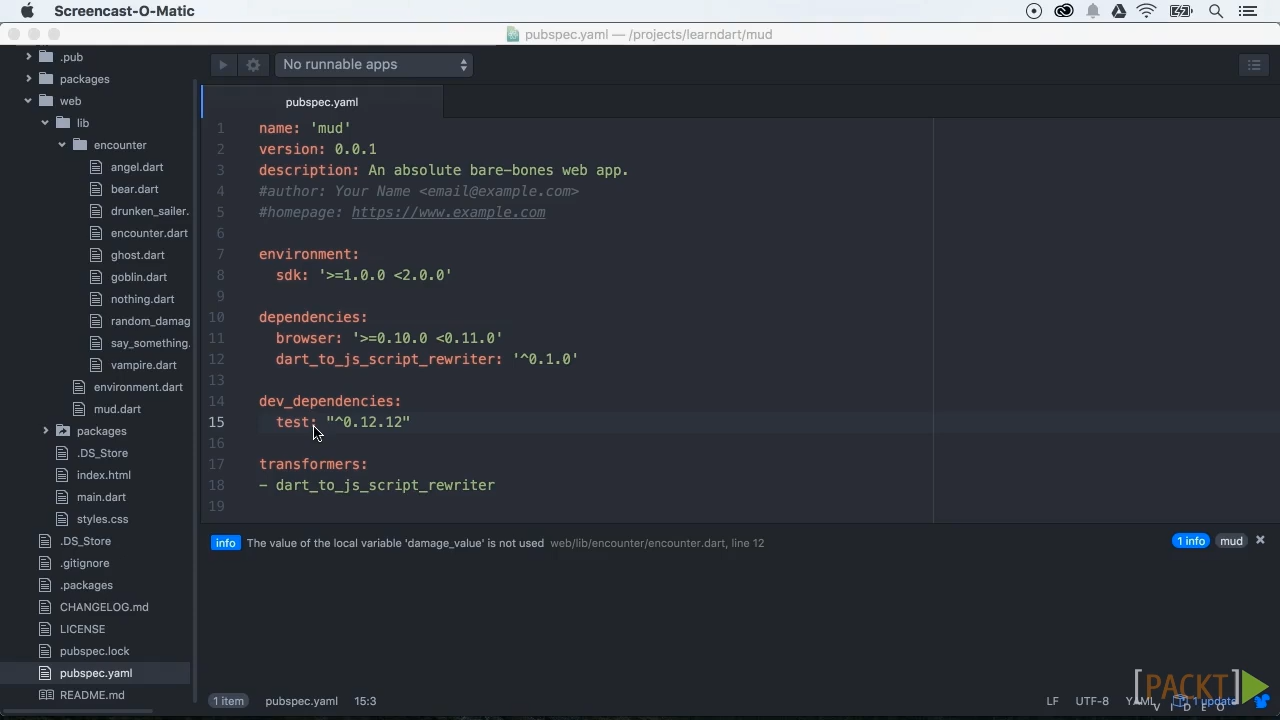 Screencast-O-Matic
pubspec.yaml — /projects/learndart/mud
.pub
packages
web
lib
encounter
angel.dart
bear.dart
drunken_sailer.
encounter.dart
ghost.dart
goblin.dart
nothing.dart
random_damag
say_something.
vampire.dart
environment.dart
mud.dart
packages
.DS_Store
index.html
main.dart
styles.css
.DS_Store
.gitignore
.packages
CHANGELOG.md
LICENSE
pubspec.lock
pubspec.yaml
README.md
No runnable apps
pubspec.yaml
1 name: 'mud'
2 version: 0.0.1
3 description: An absolute bare-bones web app.
4 #author: Your Name <email@example.com>
5 #homepage: https://www.example.com
6
7 environment:
8 sdk: '>=1.0.0 <2.0.0'
9
10 dependencies:
11 browser: '>=0.10.0 <0.11.0'
12 dart_to_js_script_rewriter: '^0.1.0'
13
14 dev_dependencies:
15 test: "^0.12.12"
16
17 transformers:
18 - dart_to_js_script_rewriter
19
info The value of the local variable 'damage_value' is not used web/lib/encounter/encounter.dart, line 12
1 info mud
1 item pubspec.yaml 15:3
LF UTF-8 YAML 1 update
[PACKT]
VIDEO